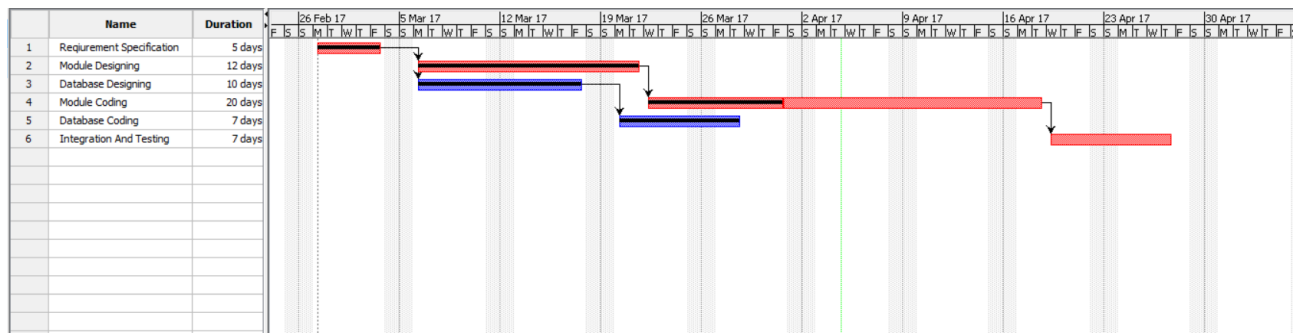 Name Duration
26 Feb 17 5 Mar 17 12 Mar 17 19 Mar 17 26 Mar 17 2 Apr 17 9 Apr 17 16 Apr 17 23 Apr 17 30 Apr 17
F S S M T W T F S S M T W T F S S M T W T F S S M T W T F S S M T W T F S S M T W T F S S M T W T F S S M T W T F S S M T W T F S S M T W T F S
1 Reqiurement Specification 5 days
2 Module Designing 12 days
3 Database Designing 10 days
4 Module Coding 20 days
5 Database Coding 7 days
6 Integration And Testing 7 days